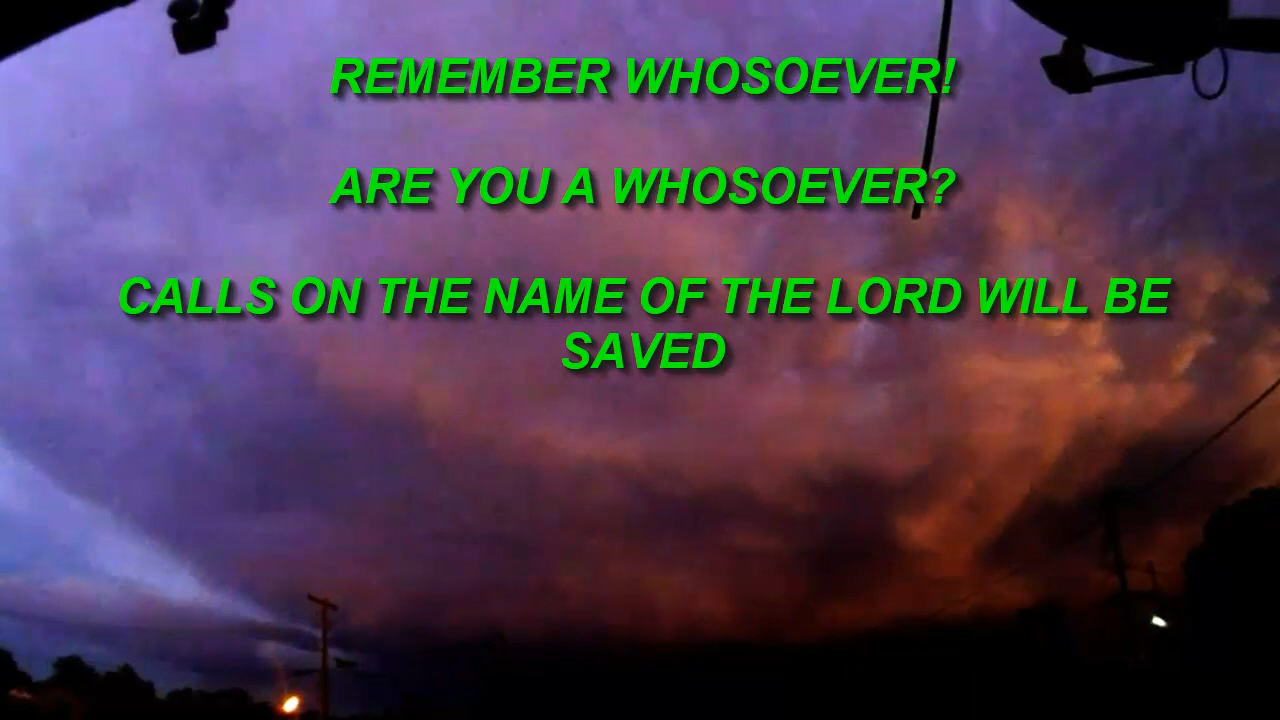 REMEMBER WHOSOEVER!
ARE YOU A WHOSOEVER?
CALLS ON THE NAME OF THE LORD WILL BE
SAVED